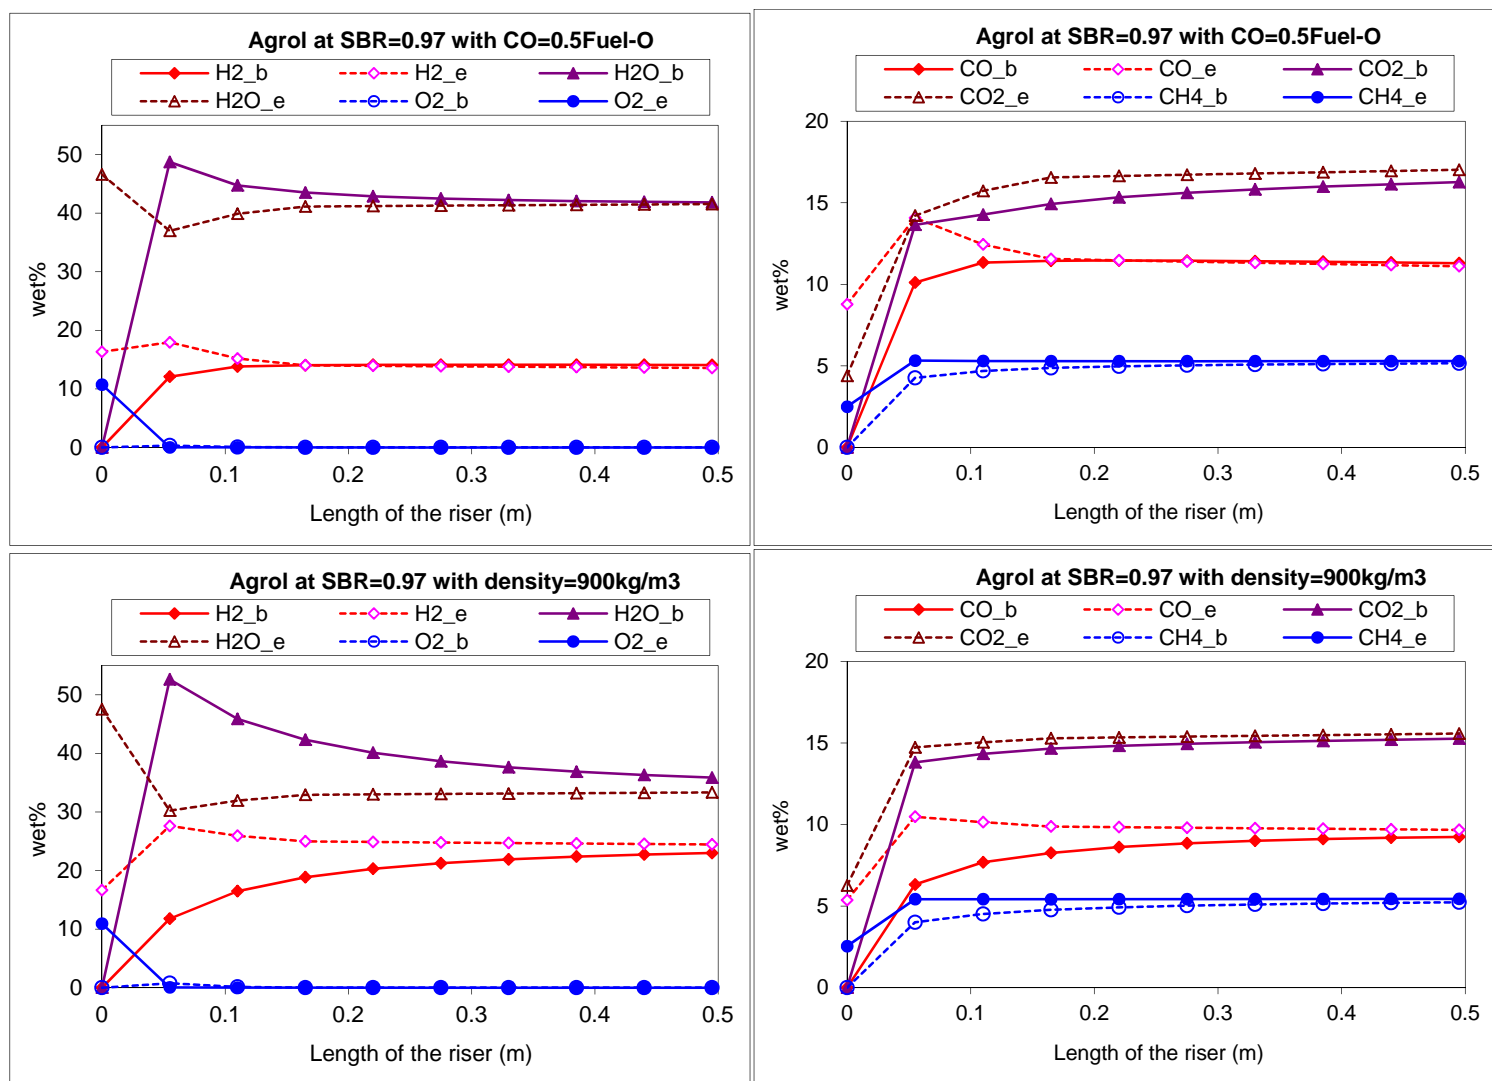 Agrol at SBR=0.97 with CO=0.5Fuel-O
H2_b H2_e H2O_b
H2O_e O2_b O2_e
50
40
30
20
10
0
wet%
0 0.1 0.2 0.3 0.4 0.5
Length of the riser (m)
Agrol at SBR=0.97 with CO=0.5Fuel-O
CO_b CO_e CO2_b
CO2_e CH4_b CH4_e
20
15
10
5
0
wet%
0 0.1 0.2 0.3 0.4 0.5
Length of the riser (m)
Agrol at SBR=0.97 with density=900kg/m3
H2_b H2_e H2O_b
H2O_e O2_b O2_e
50
40
30
20
10
0
wet%
0 0.1 0.2 0.3 0.4 0.5
Length of the riser (m)
Agrol at SBR=0.97 with density=900kg/m3
CO_b CO_e CO2_b
CO2_e CH4_b CH4_e
20
15
10
5
0
wet%
0 0.1 0.2 0.3 0.4 0.5
Length of the riser (m)